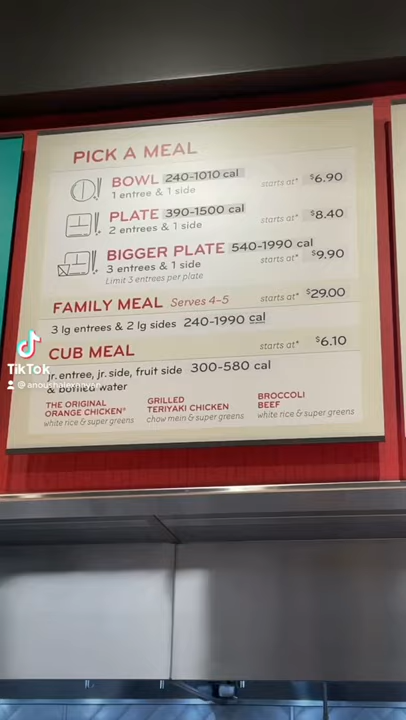 PICK A MEAL
BOWL 240-1010 cal
1 entree & 1 side
starts at* $6.90
PLATE 390-1500 cal
2 entrees & 1 side
starts at* $8.40
BIGGER PLATE 540-1990 cal
3 entrees & 1 side
starts at* $9.90
Limit 3 entrees per plate
FAMILY MEAL Serves 4-5 starts at* $29.00
3 lg entrees & 2 lg sides 240-1990 cal
CUB MEAL starts at* $6.10
jr. entree, jr. side, fruit side 300-580 cal
& bottled water
THE ORIGINAL
ORANGE CHICKEN®
white rice & super greens
GRILLED
TERIYAKI CHICKEN
chow mein & super greens
BROCCOLI
BEEF
white rice & super greens
TikTok